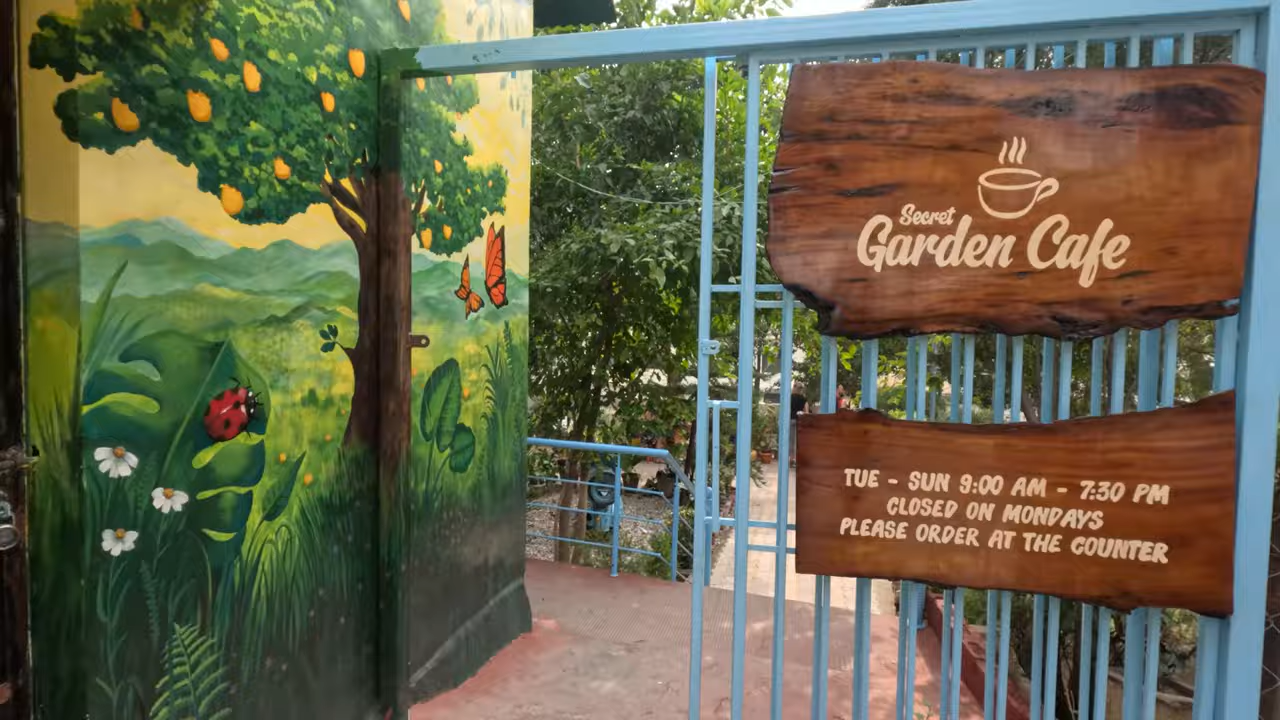 Secret
Garden Cafe
TUE - SUN 9:00 AM - 7:30 PM
CLOSED ON MONDAYS
PLEASE ORDER AT THE COUNTER